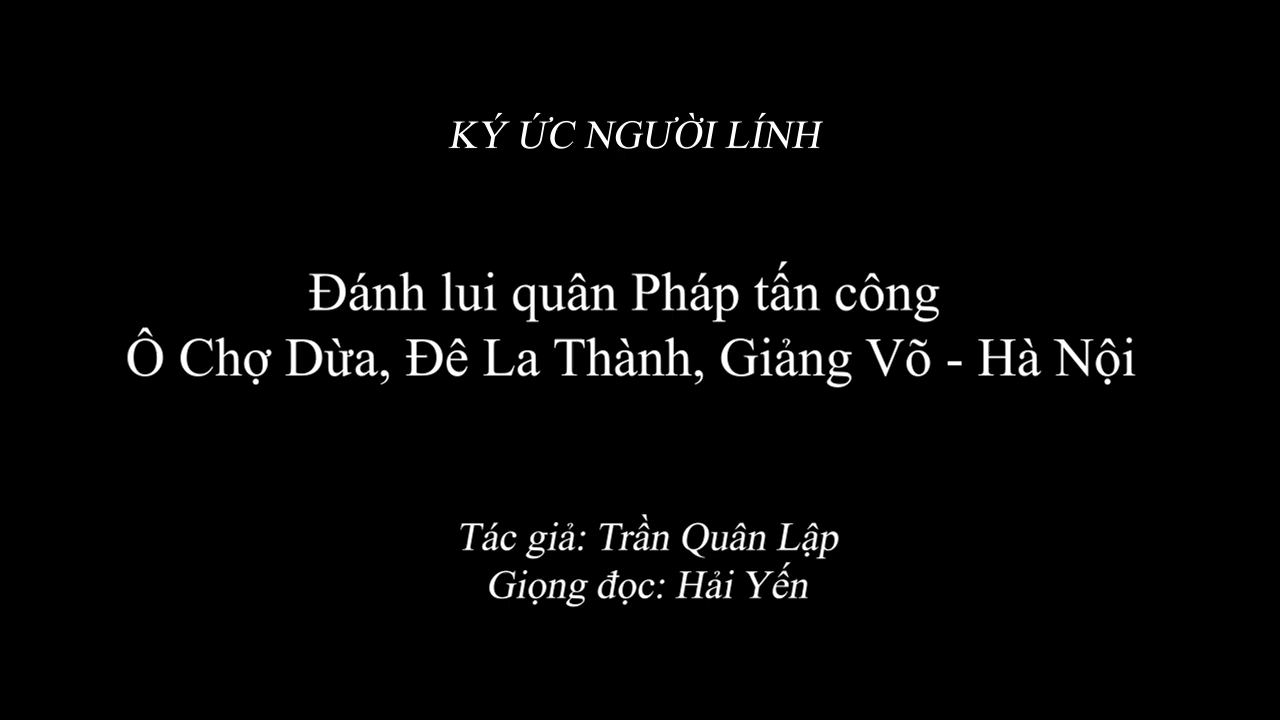 KÝ ỨC NGƯỜI LÍNH
Đánh lui quân Pháp tấn công
Ô Chợ Dừa, Đê La Thành, Giảng Võ - Hà Nội
Tác giả: Trần Quân Lập
Giọng đọc: Hải Yến